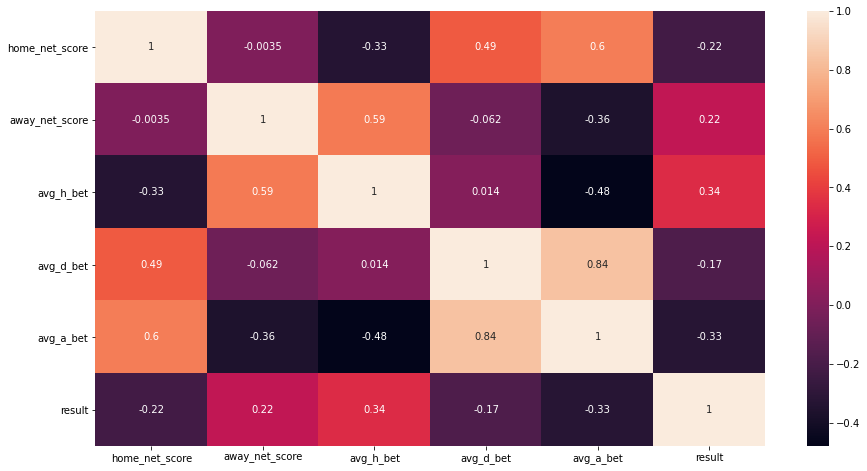 home_net_score 1 -0.0035 -0.33 0.49 0.6 -0.22
away_net_score -0.0035 1 0.59 -0.062 -0.36 0.22
avg_h_bet -0.33 0.59 1 0.014 -0.48 0.34
avg_d_bet 0.49 -0.062 0.014 1 0.84 -0.17
avg_a_bet 0.6 -0.36 -0.48 0.84 1 -0.33
result -0.22 0.22 0.34 -0.17 -0.33 1
home_net_score away_net_score avg_h_bet avg_d_bet avg_a_bet result
1.0
0.8
0.6
0.4
0.2
0.0
-0.2
-0.4